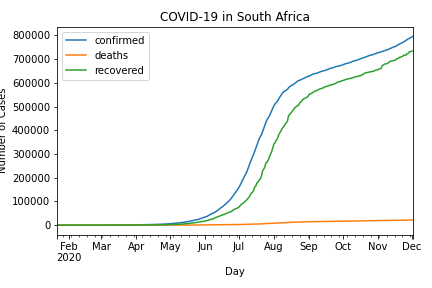 COVID-19 in South Africa
confirmed
deaths
recovered
Number of Cases
800000
700000
600000
500000
400000
300000
200000
100000
0
Feb Mar Apr May Jun Jul Aug Sep Oct Nov Dec
2020
Day